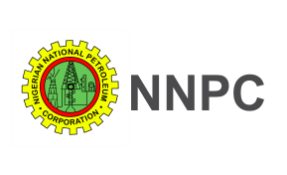 NIGERIAN NATIONAL PETROLEUM
• CORPORATION •
NNPC